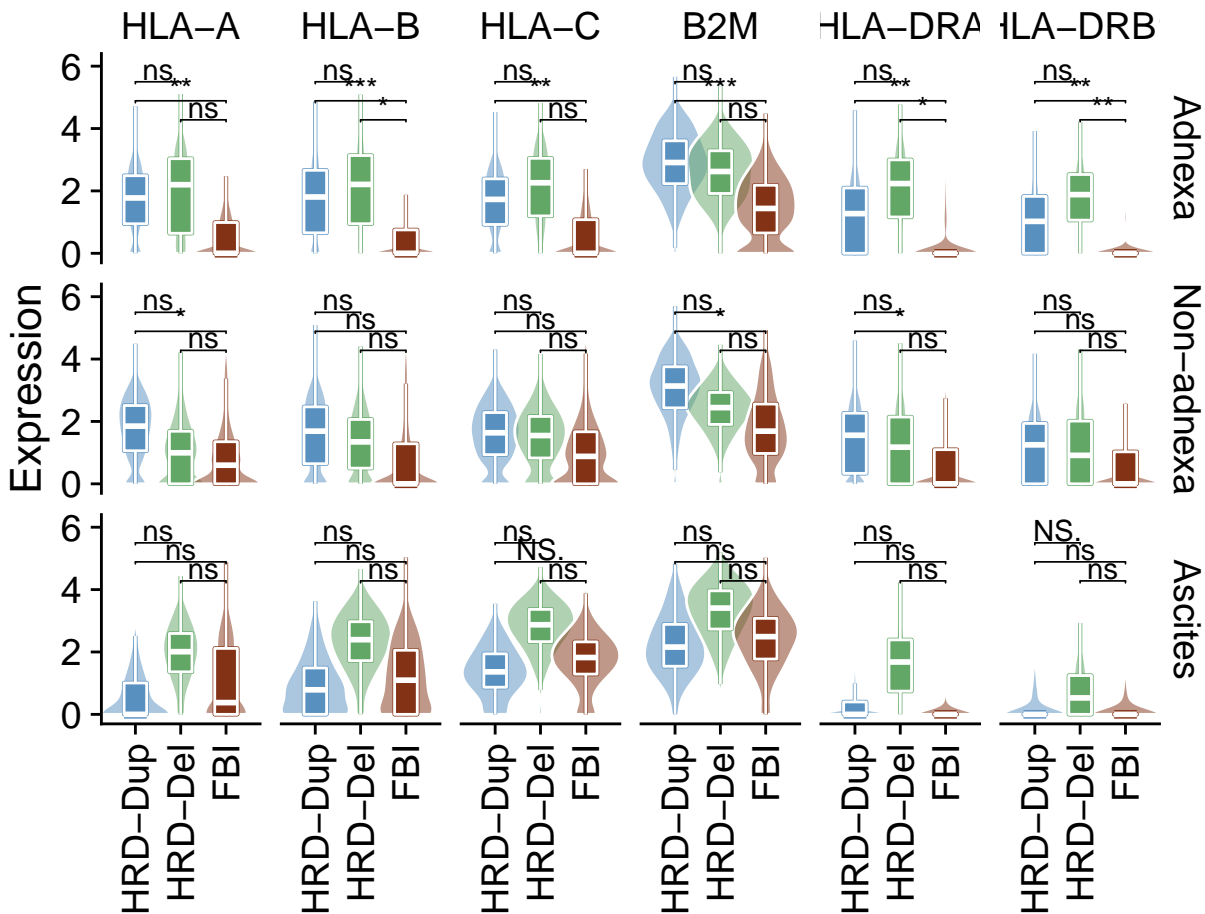 HLA−A HLA−B HLA−C B2M HLA−DRA HLA−DRB
Expression
6 ns ns ns ns ns ns
** *** ** *** ** **
ns * ns ns * **
4
2
0
Adnexa
6 ns ns ns ns ns ns
* ns ns * * ns
ns ns ns ns ns ns
4
2
0
Non−adnexa
6 ns ns ns ns ns NS.
ns ns NS. ns ns ns
ns ns ns ns ns ns
4
2
0
Ascites
HRD−Dup HRD−Del FBI HRD−Dup HRD−Del FBI HRD−Dup HRD−Del FBI HRD−Dup HRD−Del FBI HRD−Dup HRD−Del FBI HRD−Dup HRD−Del FBI